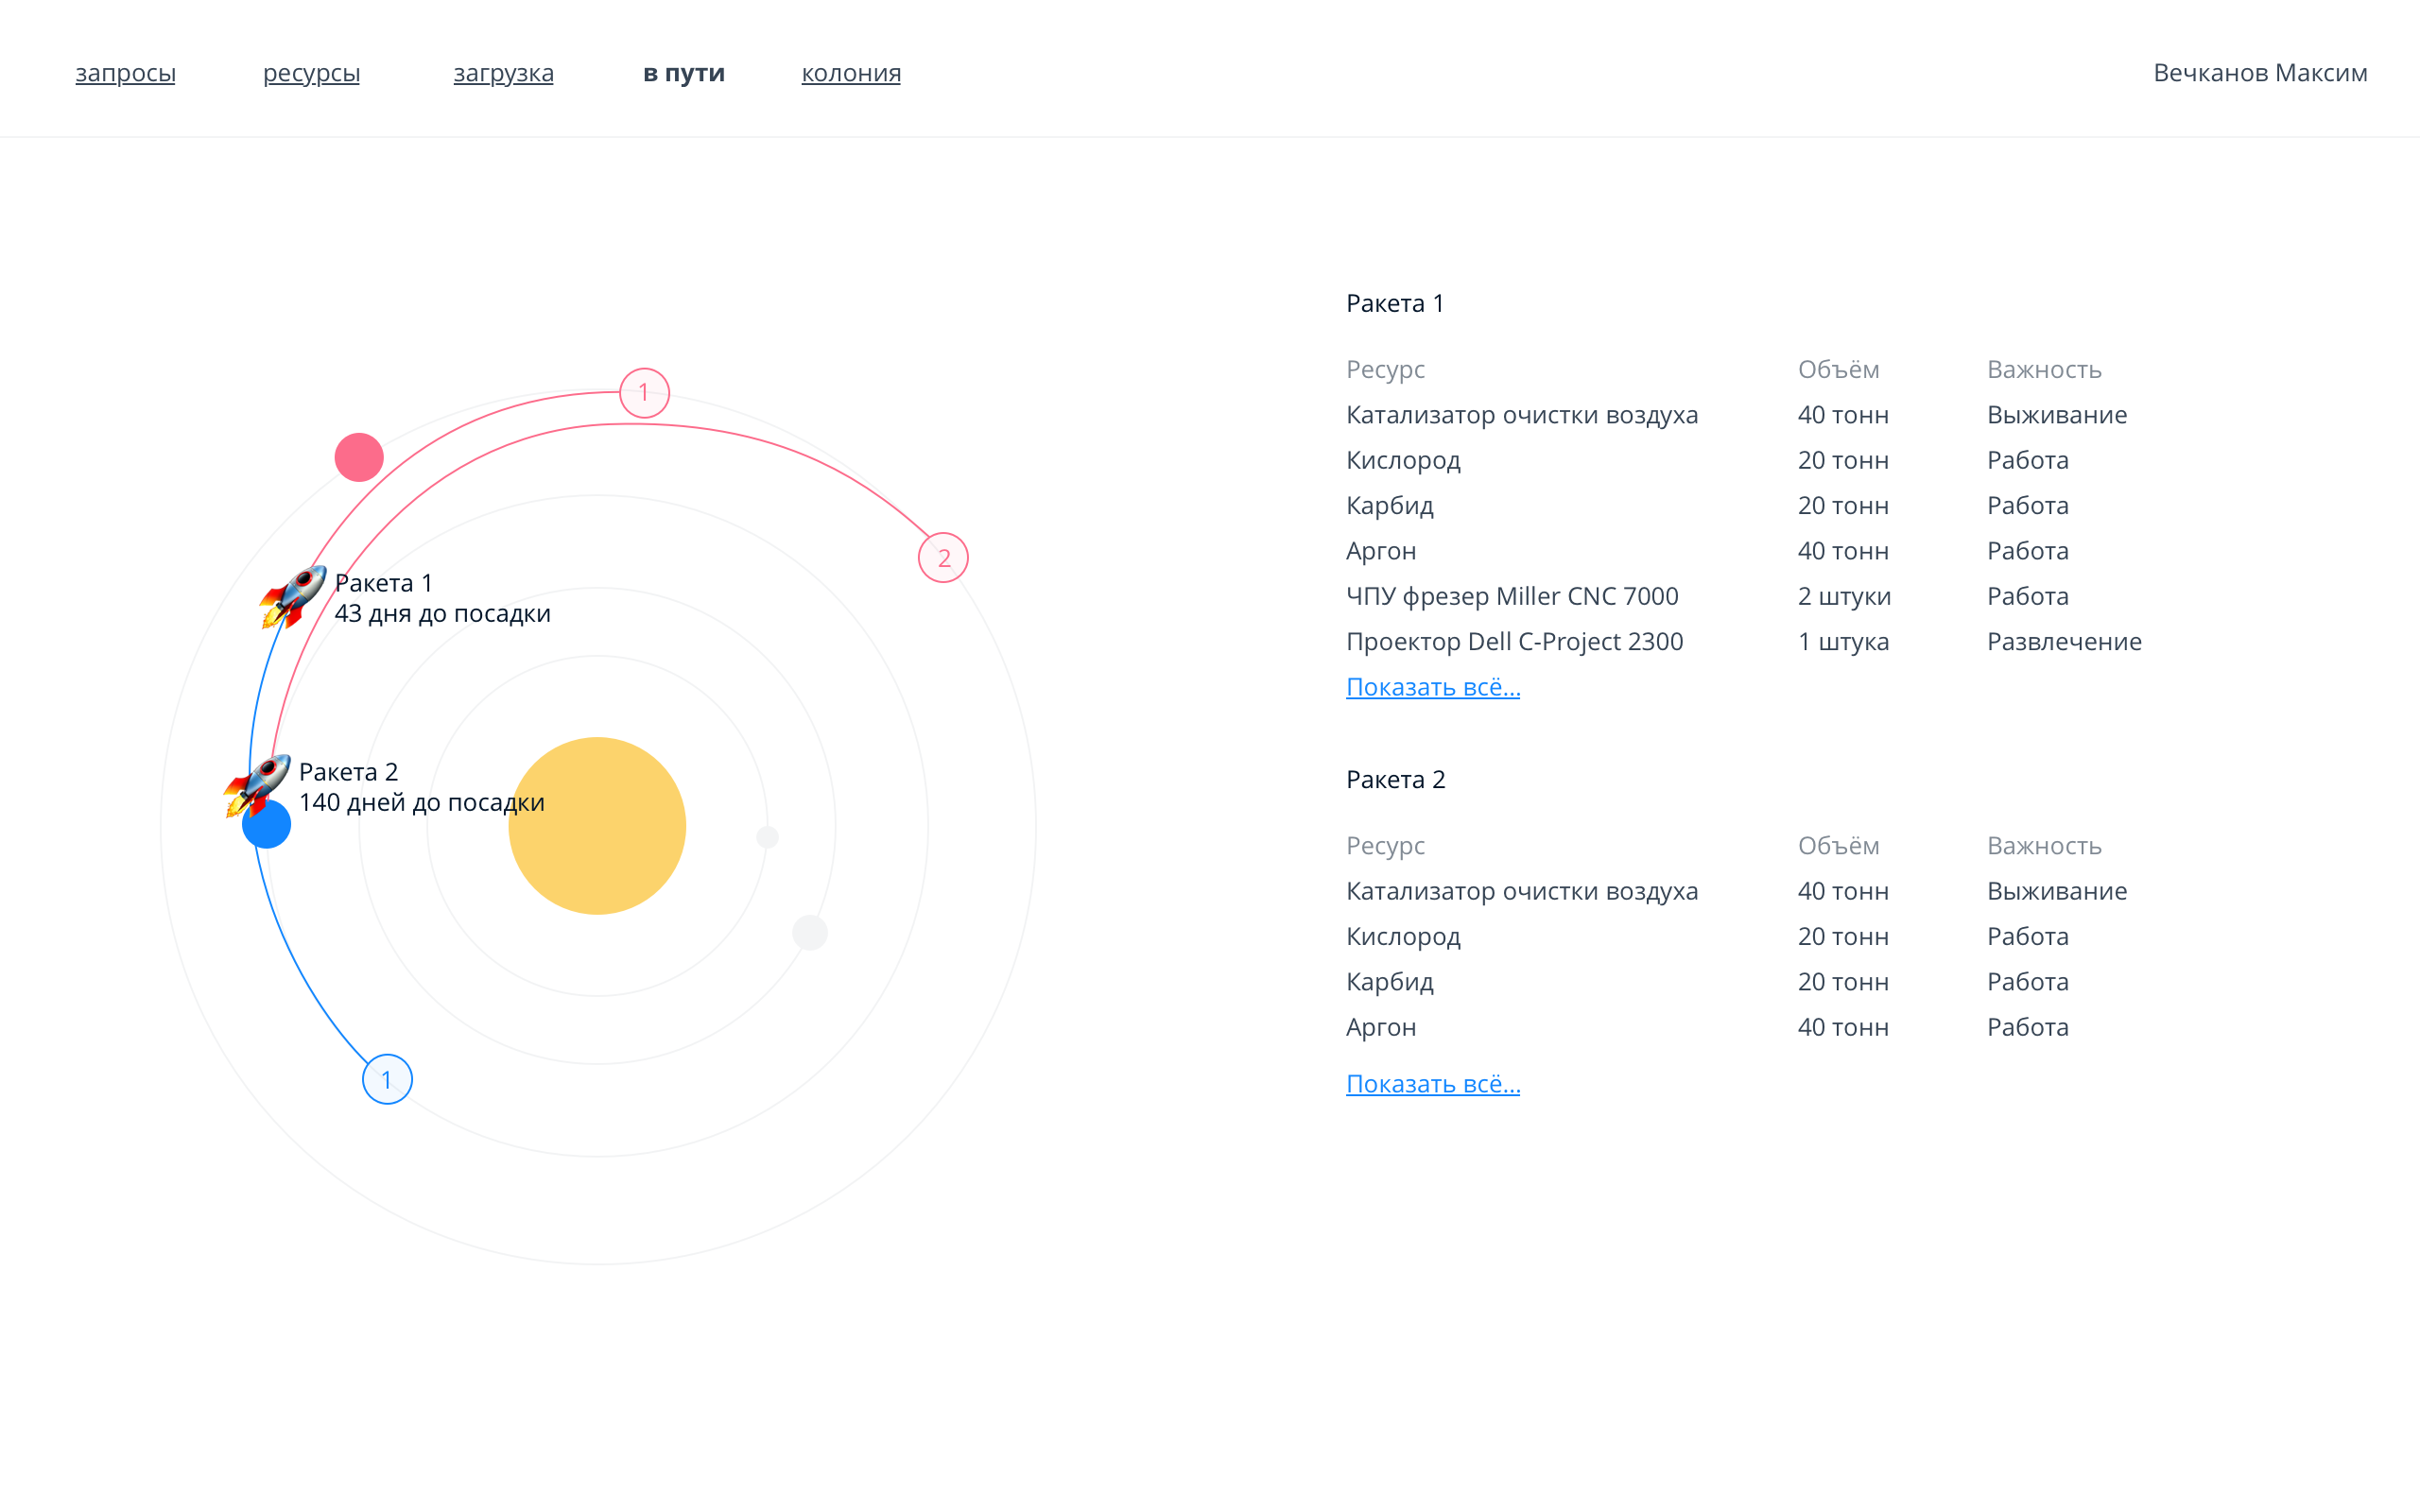 запросы ресурсы загрузка в пути колония Вечканов Максим
1
2
Ракета 1
43 дня до посадки
Ракета 2
140 дней до посадки
1
Ракета 1
Ресурс Объём Важность
Катализатор очистки воздуха 40 тонн Выживание
Кислород 20 тонн Работа
Карбид 20 тонн Работа
Аргон 40 тонн Работа
ЧПУ фрезер Miller CNC 7000 2 штуки Работа
Проектор Dell C-Project 2300 1 штука Развлечение
Показать всё...
Ракета 2
Ресурс Объём Важность
Катализатор очистки воздуха 40 тонн Выживание
Кислород 20 тонн Работа
Карбид 20 тонн Работа
Аргон 40 тонн Работа
Показать всё...